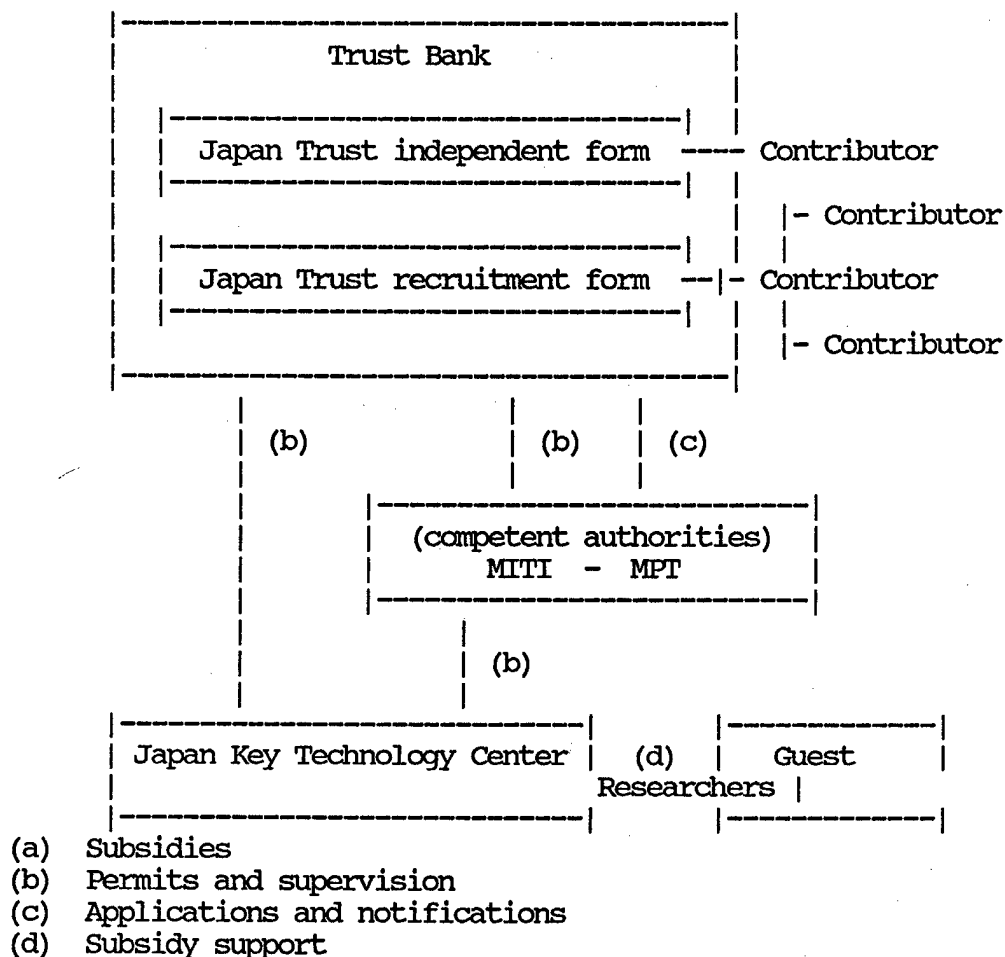 Trust Bank
Japan Trust independent form ---- Contributor
|- Contributor
Japan Trust recruitment form --|- Contributor
|- Contributor
(b) (b) (c)
(competent authorities)
MITI - MPT
(b)
Japan Key Technology Center (d) Guest
Researchers
(a) Subsidies
(b) Permits and supervision
(c) Applications and notifications
(d) Subsidy support